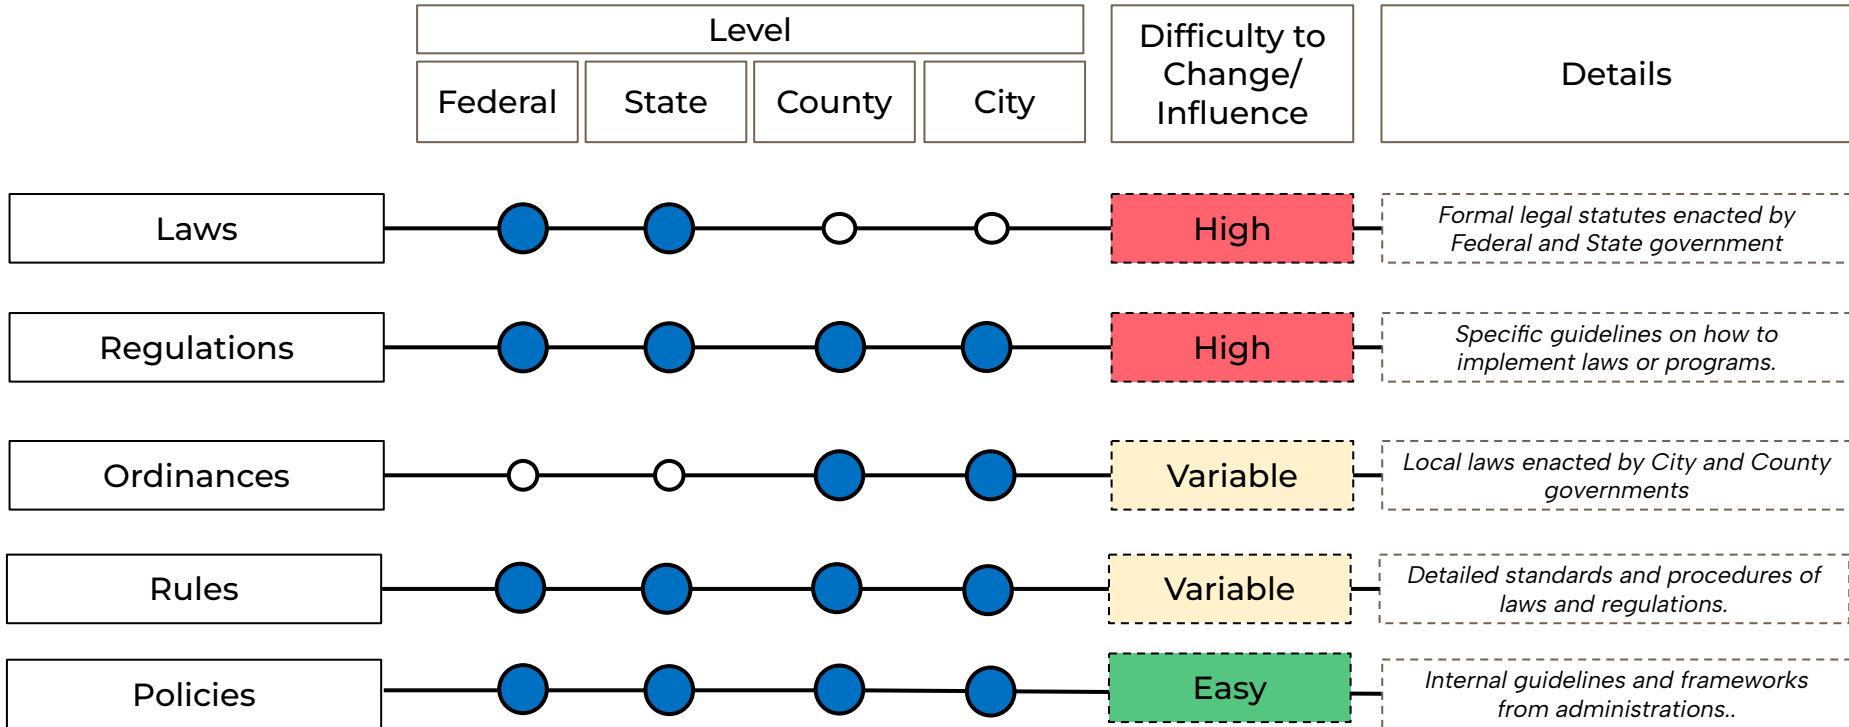 Level
Federal
State
County
City
Difficulty to
Change/
Influence
Details
Laws
High
Formal legal statutes enacted by
Federal and State government
Regulations
High
Specific guidelines on how to
implement laws or programs.
Ordinances
Variable
Local laws enacted by City and County
governments
Rules
Variable
Detailed standards and procedures of
laws and regulations.
Policies
Easy
Internal guidelines and frameworks
from administrations..